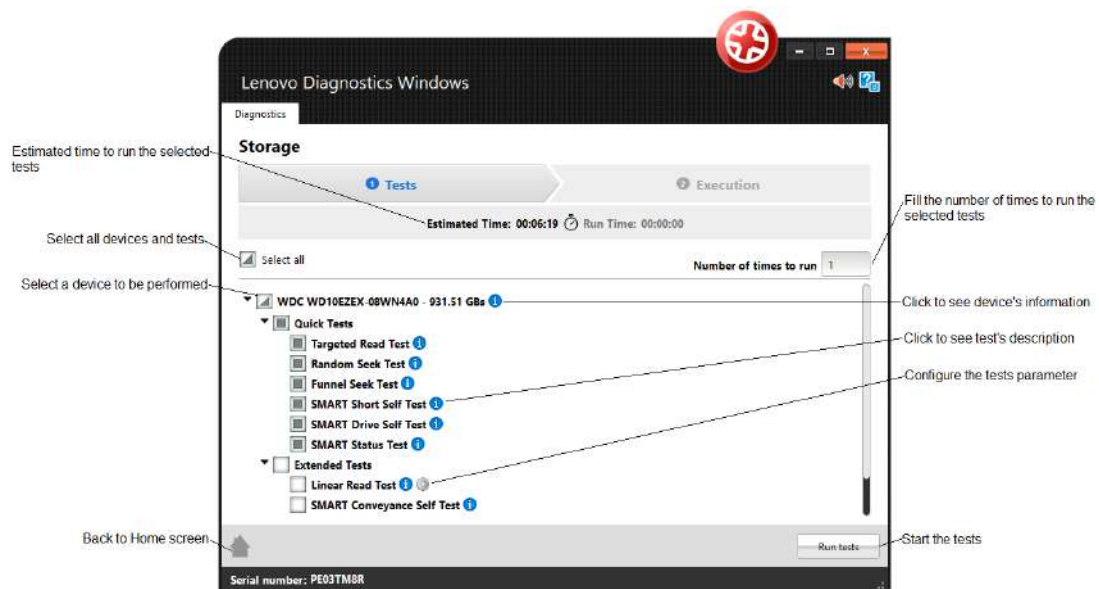 Lenovo Diagnostics Windows
Diagnostics
Storage
Estimated time to run the selected
tests
1 Tests
2 Execution
Fill the number of times to run the
selected tests
Estimated Time: 00:06:19 Run Time: 00:00:00
Select all devices and tests
Select all
Number of times to run 1
Select a device to be performed
WDC WD10EZEX-08WN4A0 - 931.51 GBs
Click to see device's information
Quick Tests
Targeted Read Test
Click to see test's description
Random Seek Test
Funnel Seek Test
Configure the tests parameter
SMART Short Self Test
SMART Drive Self Test
SMART Status Test
Extended Tests
Linear Read Test
SMART Conveyance Self Test
Back to Home screen
Run tests
Start the tests
Serial number: PE03TM8R